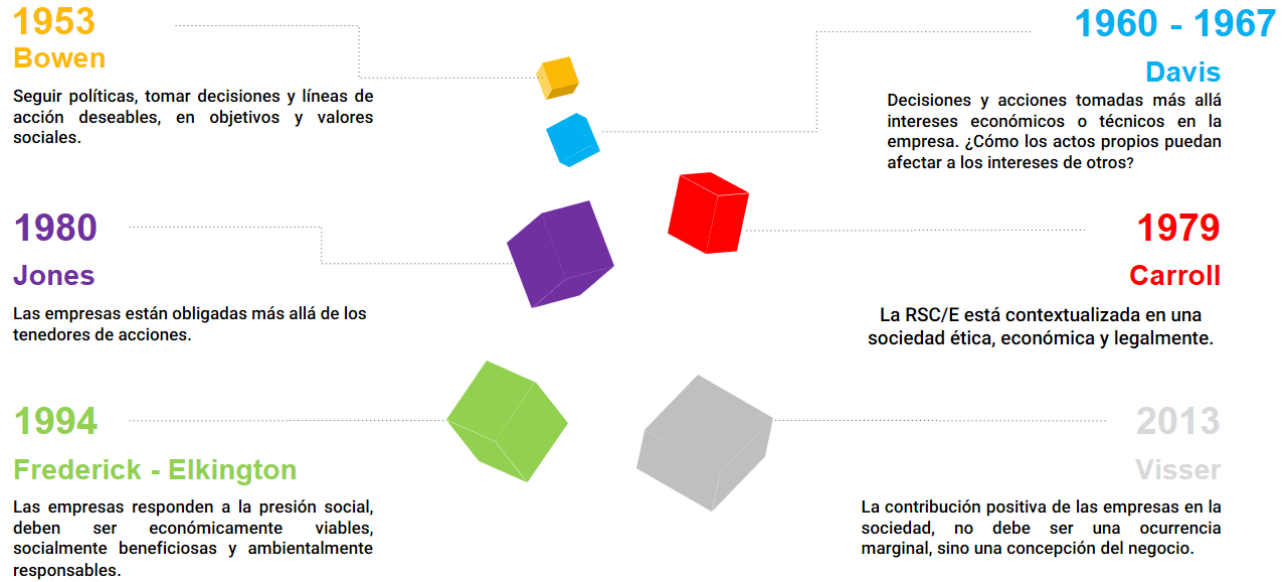 1953
Bowen
Seguir políticas, tomar decisiones y líneas de
acción deseables, en objetivos y valores
sociales.
1960 - 1967
Davis
Decisiones y acciones tomadas más allá
intereses económicos o técnicos en la
empresa. ¿Cómo los actos propios puedan
afectar a los intereses de otros?
1980
Jones
Las empresas están obligadas más allá de los
tenedores de acciones.
1979
Carroll
La RSC/E está contextualizada en una
sociedad ética, económica y legalmente.
1994
Frederick - Elkington
Las empresas responden a la presión social,
deben ser económicamente viables,
socialmente beneficiosas y ambientalmente
responsables.
2013
Visser
La contribución positiva de las empresas en la
sociedad, no debe ser una ocurrencia
marginal, sino una concepción del negocio.